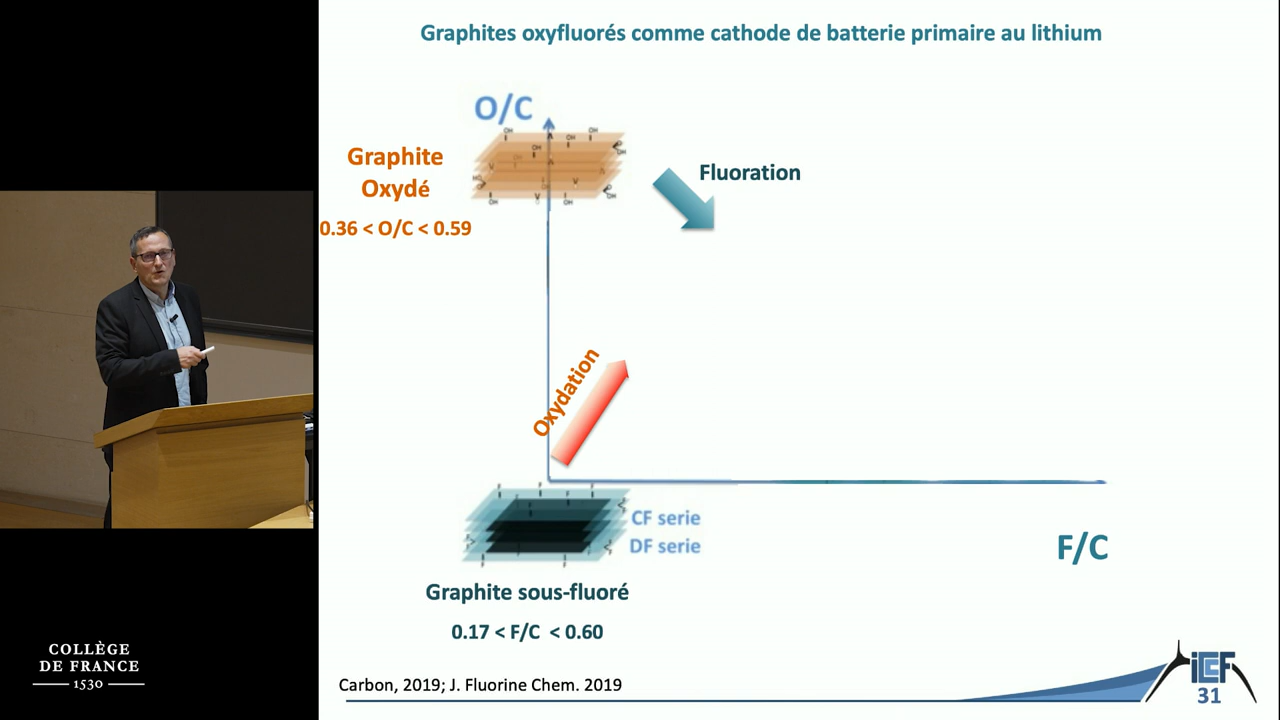 Graphites oxyfluorés comme cathode de batterie primaire au lithium
O/C
Graphite
Oxydé
0.36 < O/C < 0.59
Fluoration
Oxydation
CF serie
DF serie
F/C
Graphite sous-fluoré
0.17 < F/C < 0.60
COLLÈGE
DE FRANCE
1530
Carbon, 2019; J. Fluorine Chem. 2019
iCCF
31